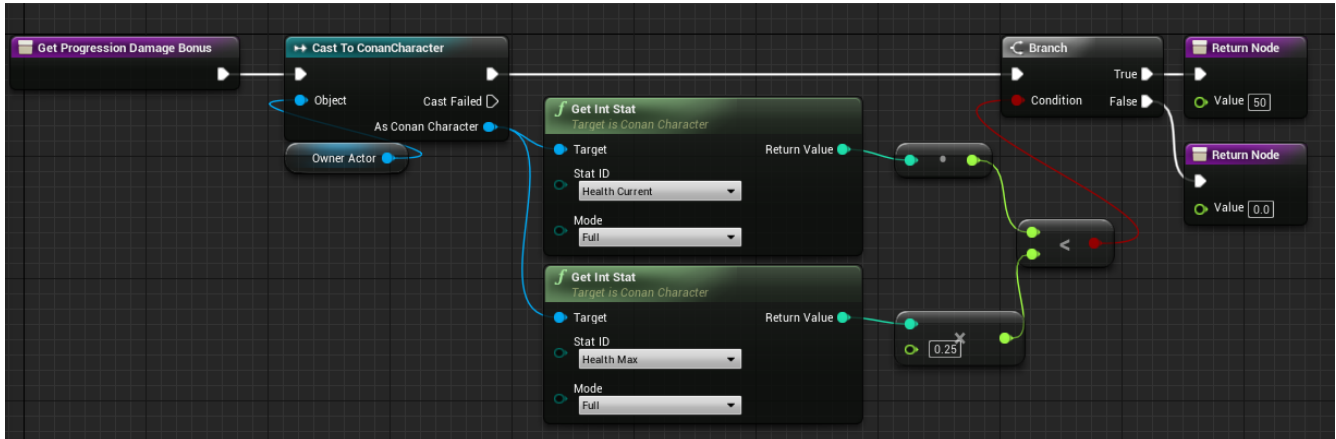 Get Progression Damage Bonus
Cast To ConanCharacter
Object
Cast Failed
As Conan Character
Owner Actor
f Get Int Stat
Target is Conan Character
Target
Return Value
Stat ID
Health Current
Mode
Full
f Get Int Stat
Target is Conan Character
Target
Return Value
Stat ID
Health Max
Mode
Full
0.25
<
Branch
True
Condition
False
Return Node
Value 50
Return Node
Value 0.0